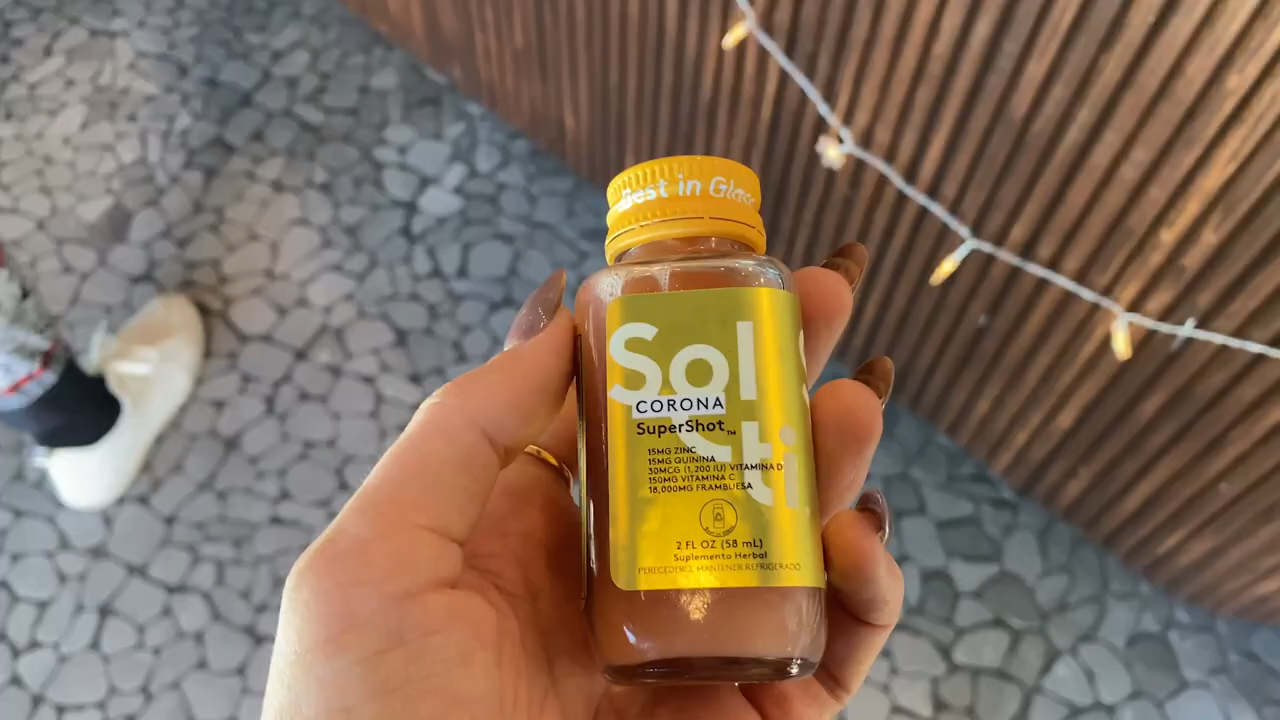 Best in Glass
Sol
CORONA
SuperShot™
ti
15MG ZINC
15MG QUININA
30MCG (1,200 IU) VITAMINA D
150MG VITAMINA C
18,000MG FRAMBUESA
2 FL OZ (58 mL)
Suplemento Herbal
PERECEDERO, MANTENER REFRIGERADO